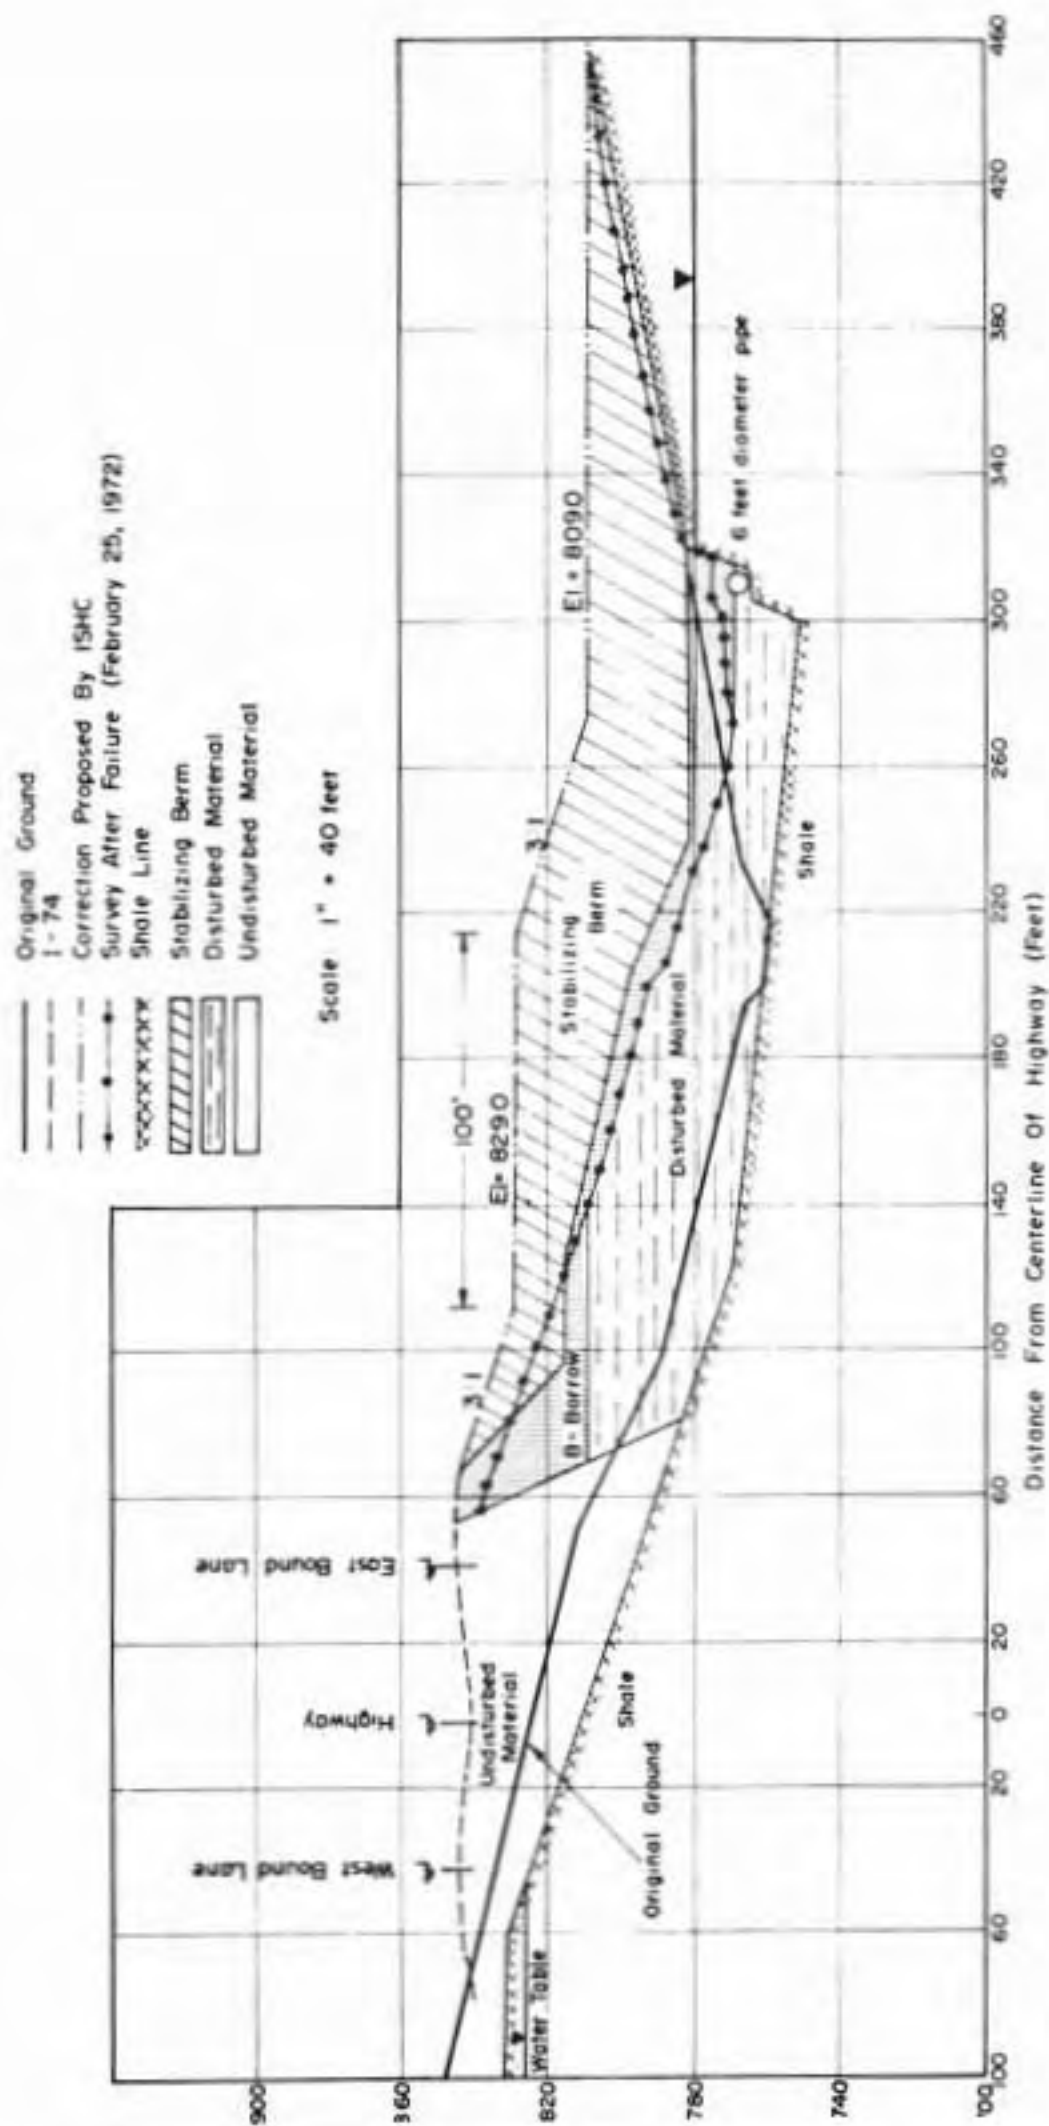 Original Ground
I - 74
Correction Proposed By ISHC
Survey After Failure (February 25, 1972)
Shale Line
Stabilizing Berm
Disturbed Material
Undisturbed Material
Scale 1" = 40 feet
West Bound Lane
Highway
East Bound Lane
3:1
100'
El = 829.0
3:1
El = 809.0
Stabilizing
Berm
Undisturbed
Material
B-Borrow
Disturbed Material
6 feet diameter pipe
Water Table
Original Ground
Shale
Shale
900
860
820
780
740
700
100
60
20
0
20
60
100
140
180
220
260
300
340
380
420
460
Distance From Centerline Of Highway (Feet)